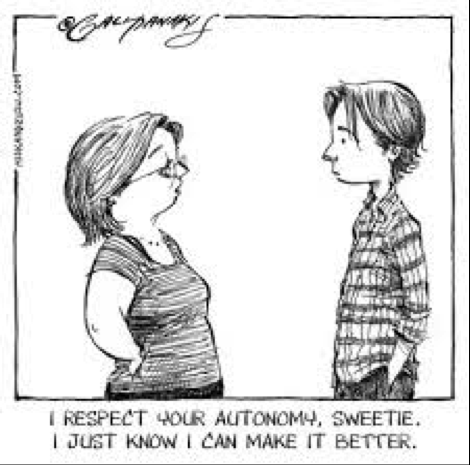 I RESPECT YOUR AUTONOMY, SWEETIE.
I JUST KNOW I CAN MAKE IT BETTER.